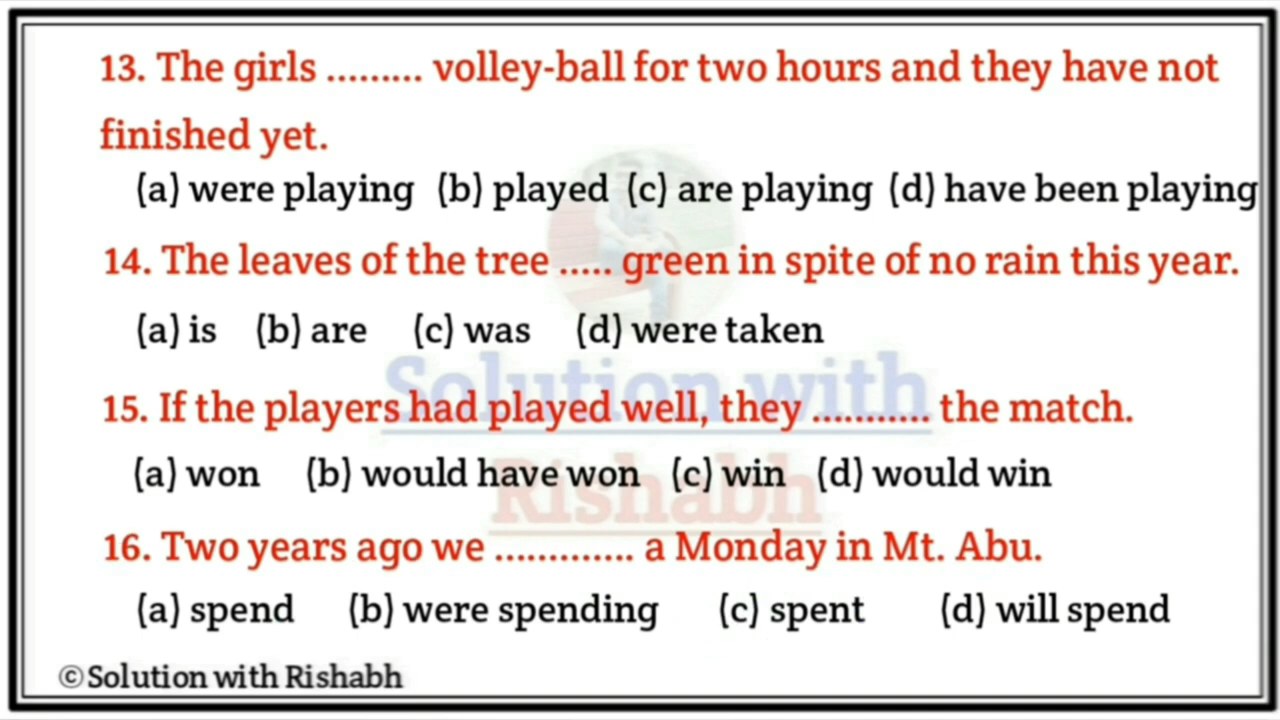 13. The girls ......... volley-ball for two hours and they have not
finished yet.
(a) were playing (b) played (c) are playing (d) have been playing
14. The leaves of the tree ..... green in spite of no rain this year.
(a) is (b) are (c) was (d) were taken
Solution with
15. If the players had played well, they ........... the match.
(a) won (b) would have won (c) win (d) would win
Rishabh
16. Two years ago we ............. a Monday in Mt. Abu.
(a) spend (b) were spending (c) spent (d) will spend
©Solution with Rishabh